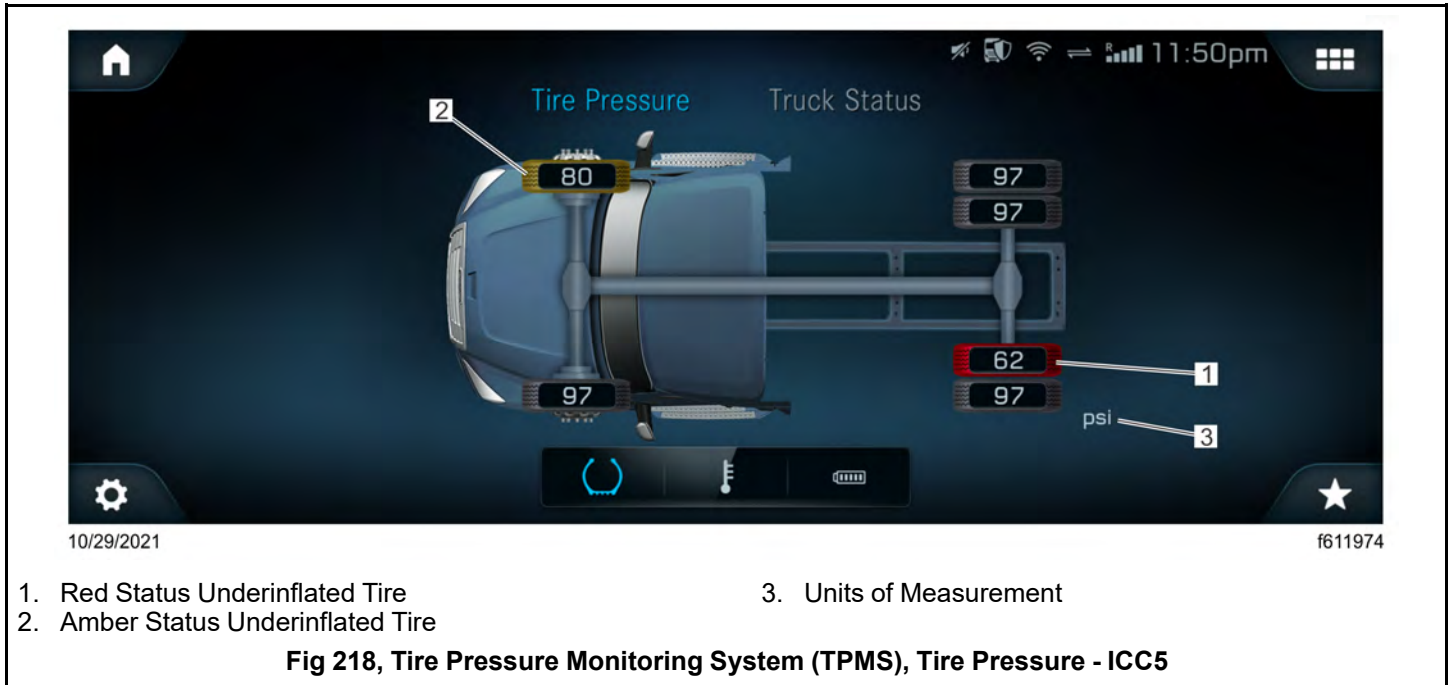 R 11:50pm
Tire Pressure Truck Status
2
80 97
97
62
1
97 97
psi
3
10/29/2021 f611974
1. Red Status Underinflated Tire
2. Amber Status Underinflated Tire
3. Units of Measurement
Fig 218, Tire Pressure Monitoring System (TPMS), Tire Pressure - ICC5